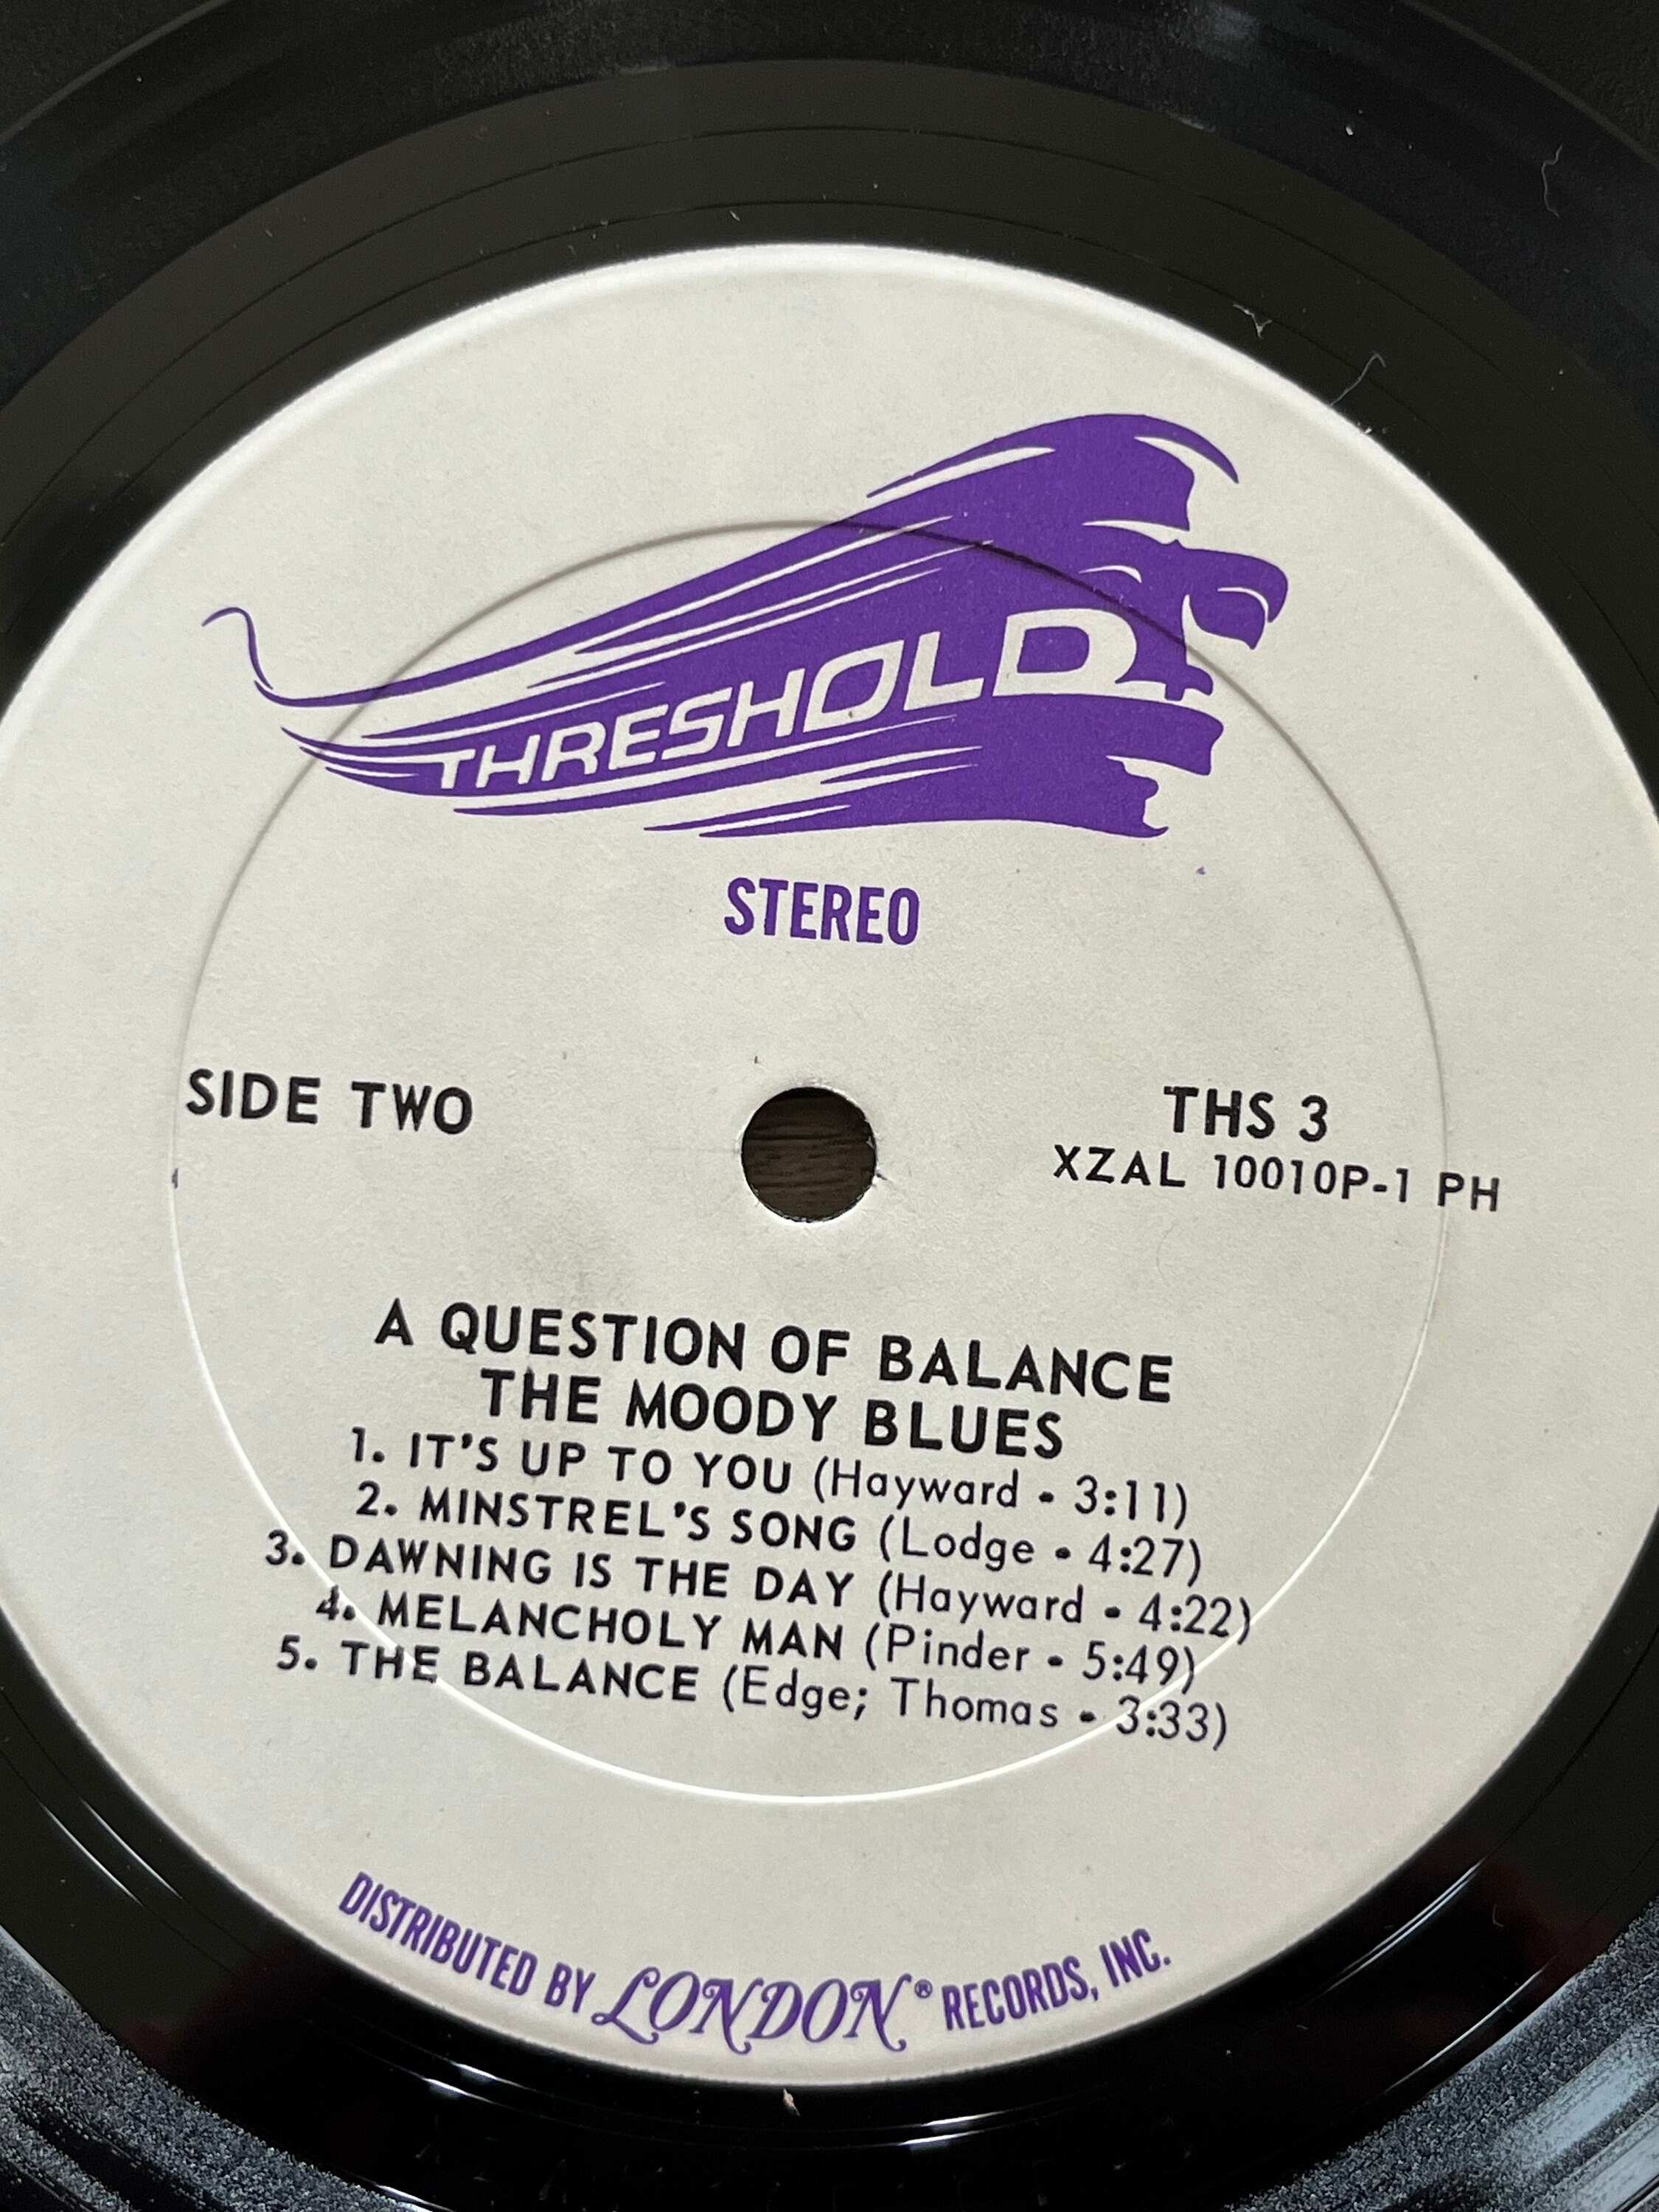 THRESHOLD
STEREO
SIDE TWO
THS 3
XZAL 10010P-1 PH
A QUESTION OF BALANCE
THE MOODY BLUES
1. IT'S UP TO YOU (Hayward - 3:11)
2. MINSTREL'S SONG (Lodge - 4:27)
3. DAWNING IS THE DAY (Hayward - 4:22)
4. MELANCHOLY MAN (Pinder - 5:49)
5. THE BALANCE (Edge; Thomas - 3:33)
DISTRIBUTED BY LONDON® RECORDS, INC.